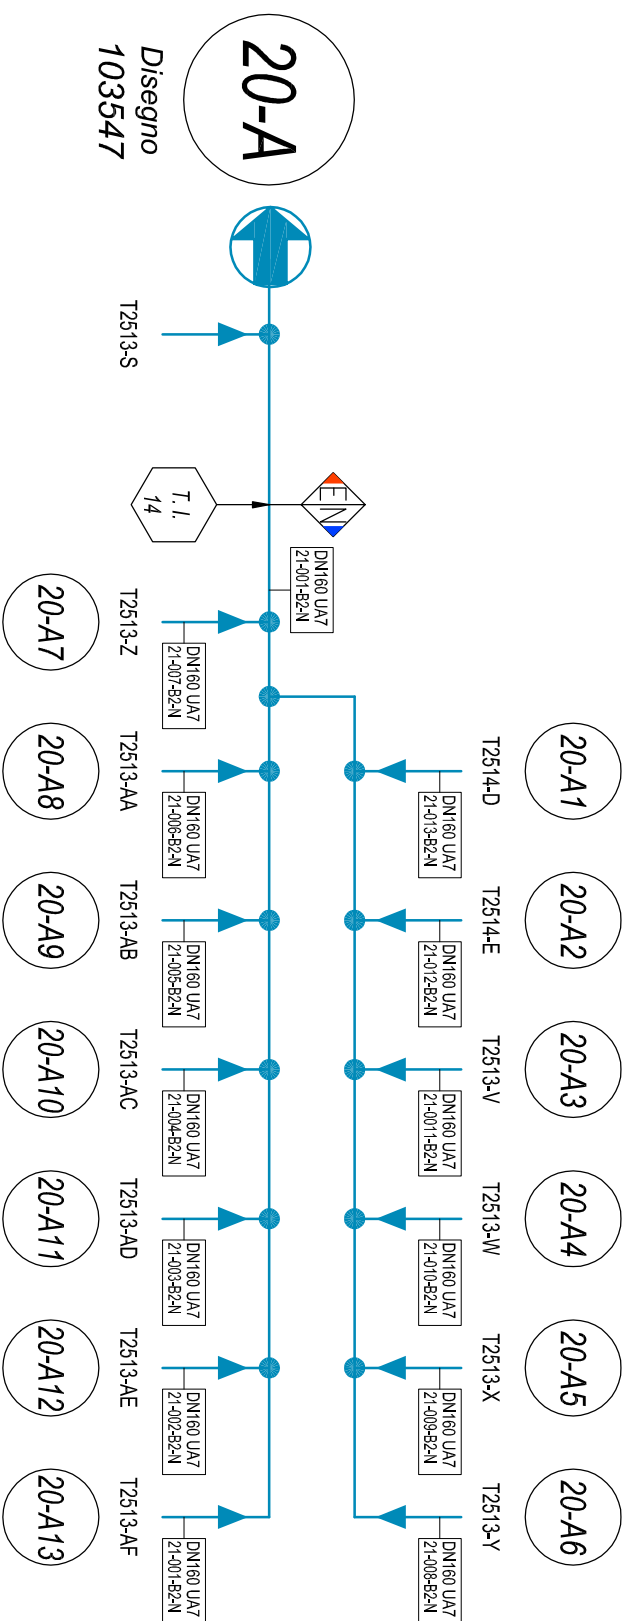 20-A
Disegno
103547
T2513-S
T. I.
14
EN
DN160 UA7
21-001-B2-N
20-A1
T2514-D
DN160 UA7
21-013-B2-N
20-A2
T2514-E
DN160 UA7
21-012-B2-N
20-A3
T2513-V
DN160 UA7
21-0011-B2-N
20-A4
T2513-W
DN160 UA7
21-010-B2-N
20-A5
T2513-X
DN160 UA7
21-009-B2-N
20-A6
T2513-Y
DN160 UA7
21-008-B2-N
DN160 UA7
21-007-B2-N
T2513-Z
20-A7
DN160 UA7
21-006-B2-N
T2513-AA
20-A8
DN160 UA7
21-005-B2-N
T2513-AB
20-A9
DN160 UA7
21-004-B2-N
T2513-AC
20-A10
DN160 UA7
21-003-B2-N
T2513-AD
20-A11
DN160 UA7
21-002-B2-N
T2513-AE
20-A12
DN160 UA7
21-001-B2-N
T2513-AF
20-A13